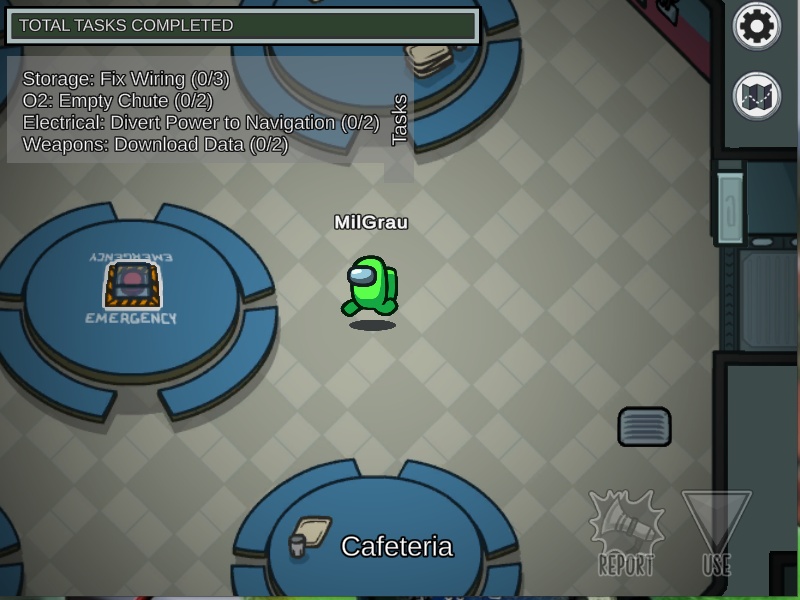 TOTAL TASKS COMPLETED
Storage: Fix Wiring (0/3)
O2: Empty Chute (0/2)
Electrical: Divert Power to Navigation (0/2)
Weapons: Download Data (0/2)
Tasks
MilGrau
EMERGENCY
EMERGENCY
Cafeteria
REPORT
USE